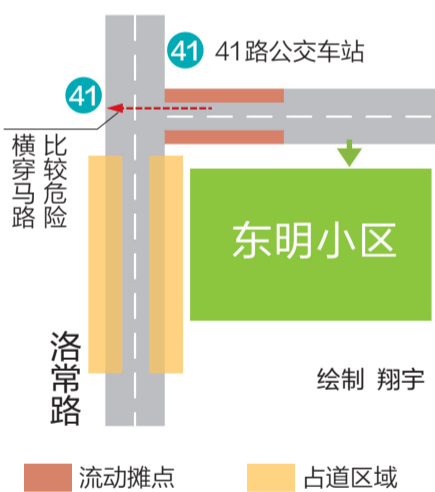 41
41路公交车站
41
横穿马路
比较危险
东明小区
洛常路
绘制 翔宇
流动摊点
占道区域